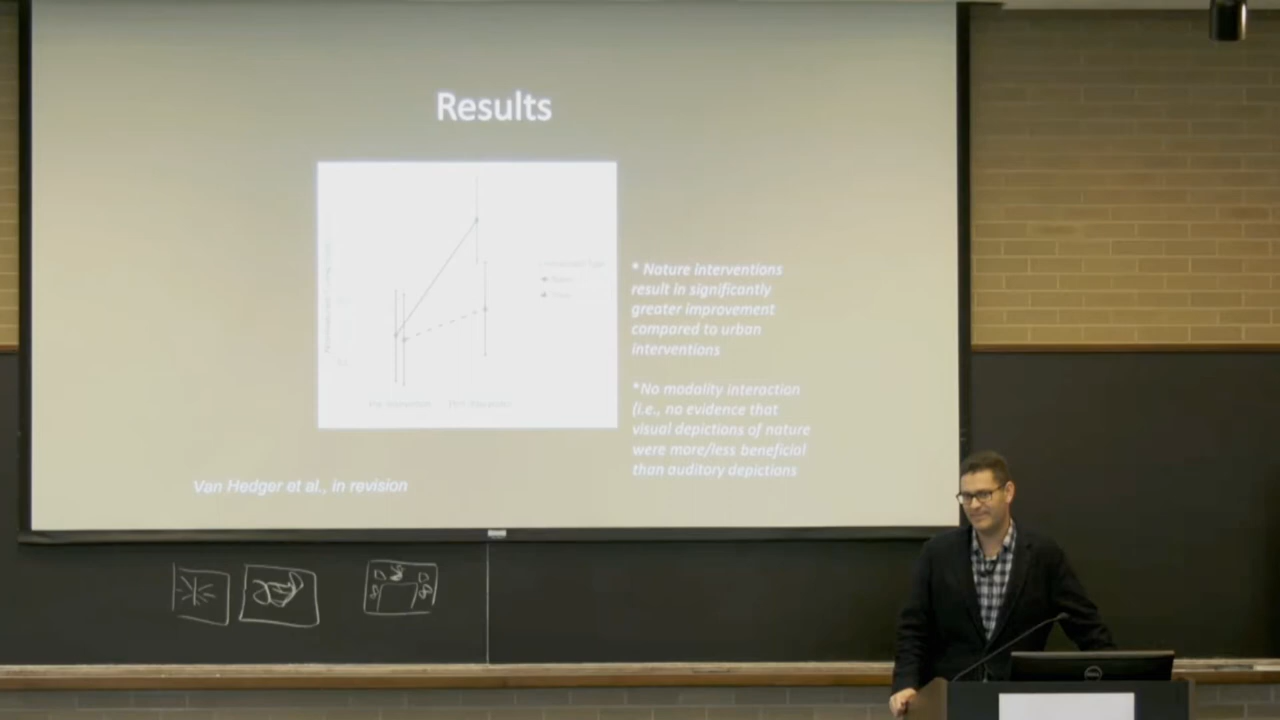 Results
* Nature interventions
result in significantly
greater improvement
compared to urban
interventions
*No modality interaction
(i.e., no evidence that
visual depictions of nature
were more/less beneficial
than auditory depictions
Van Hedger et al., in revision
DELL